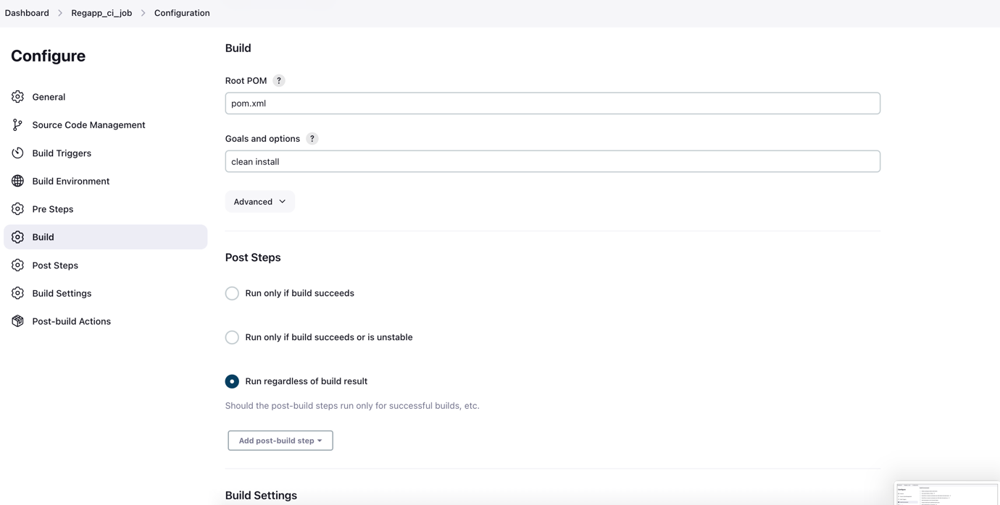 Dashboard > Regapp_ci_job > Configuration
Configure
General
Source Code Management
Build Triggers
Build Environment
Pre Steps
Build
Post Steps
Build Settings
Post-build Actions
Build
Root POM ?
pom.xml
Goals and options ?
clean install
Advanced
Post Steps
Run only if build succeeds
Run only if build succeeds or is unstable
Run regardless of build result
Should the post-build steps run only for successful builds, etc.
Add post-build step
Build Settings